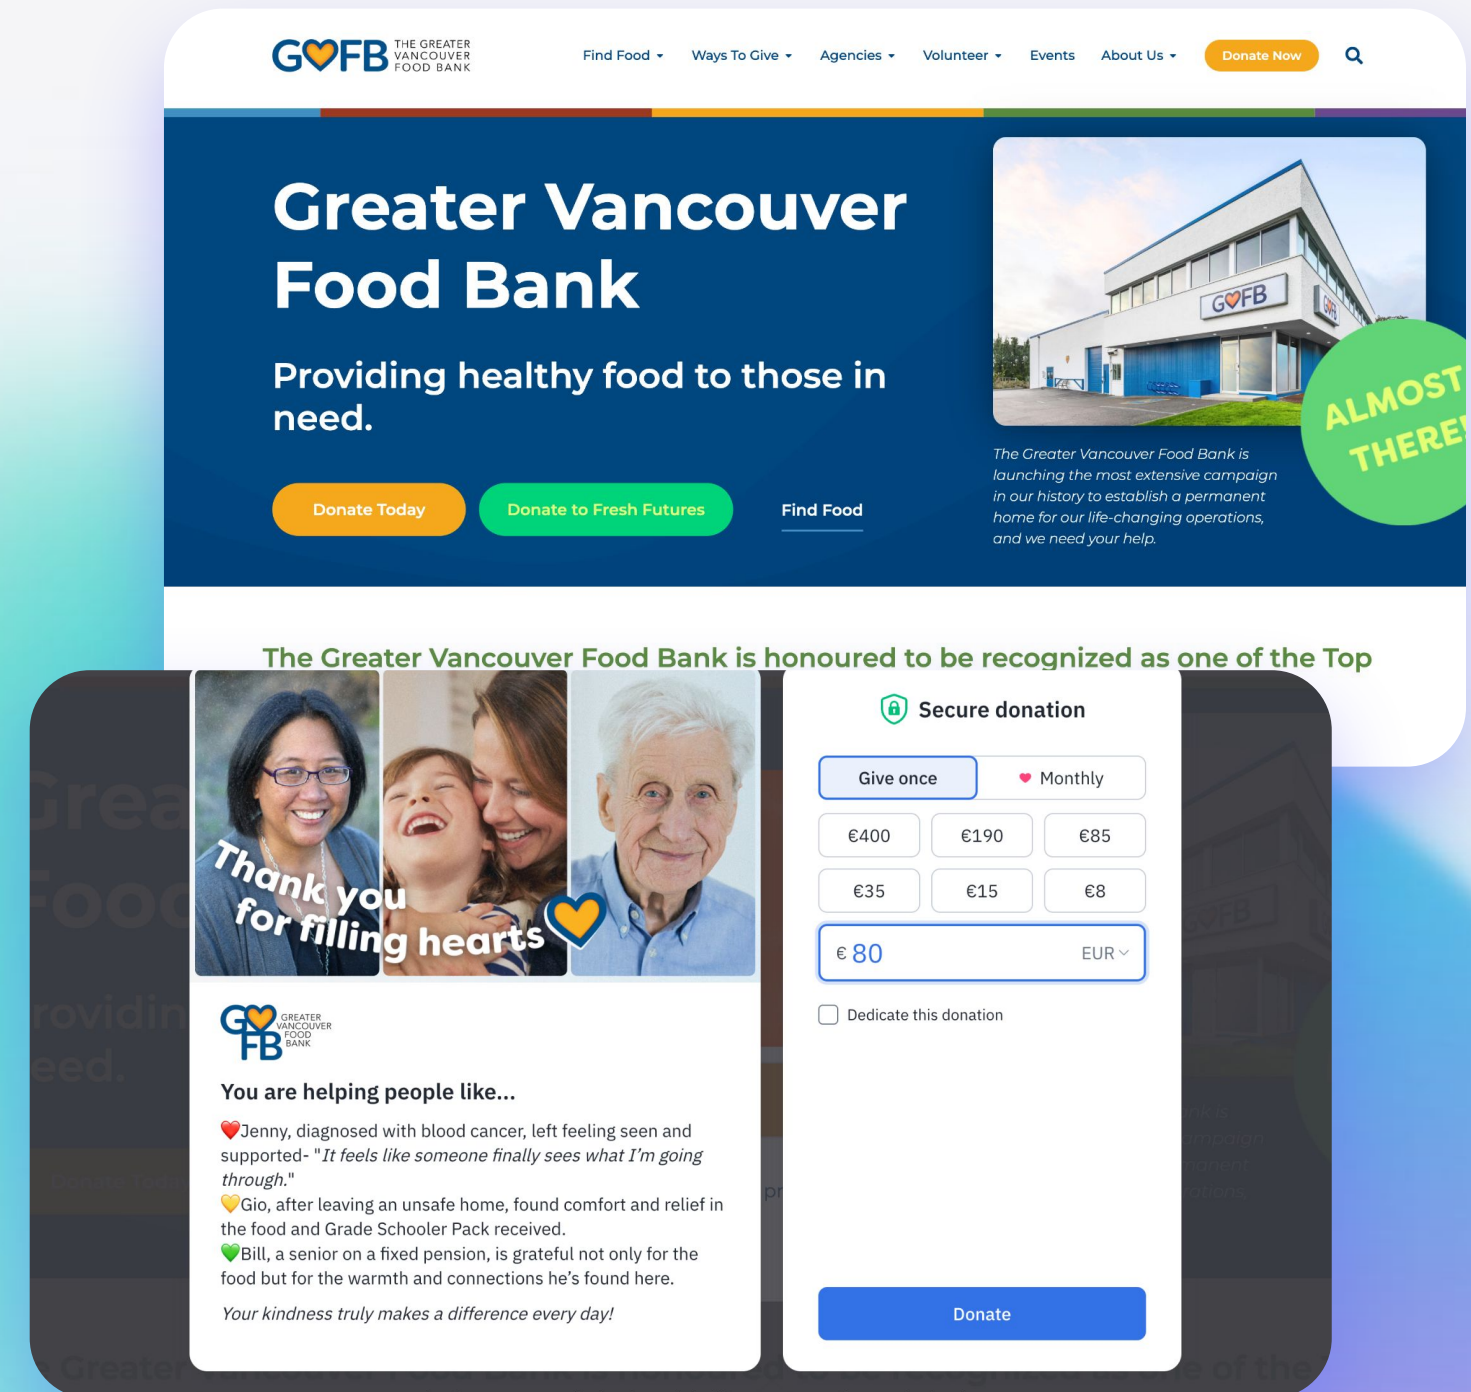 GFB THE GREATER
VANCOUVER
FOOD BANK
Find Food
Ways To Give
Agencies
Volunteer
Events
About Us
Donate Now
Greater Vancouver
Food Bank
Providing healthy food to those in
need.
Donate Today
Donate to Fresh Futures
Find Food
GFB
GFB
ALMOST
THERE!
The Greater Vancouver Food Bank is
launching the most extensive campaign
in our history to establish a permanent
home for our life-changing operations,
and we need your help.
The Greater Vancouver Food Bank is honoured to be recognized as one of the Top
Thank you
for filling hearts
G FB GREATER
VANCOUVER
FOOD
BANK
You are helping people like...
❤️Jenny, diagnosed with blood cancer, left feeling seen and
supported- "It feels like someone finally sees what I'm going
through."
💛Gio, after leaving an unsafe home, found comfort and relief in
the food and Grade Schooler Pack received.
💚Bill, a senior on a fixed pension, is grateful not only for the
food but for the warmth and connections he's found here.
Your kindness truly makes a difference every day!
Secure donation
Give once
Monthly
€400
€190
€85
€35
€15
€8
€ 80
EUR
Dedicate this donation
Donate